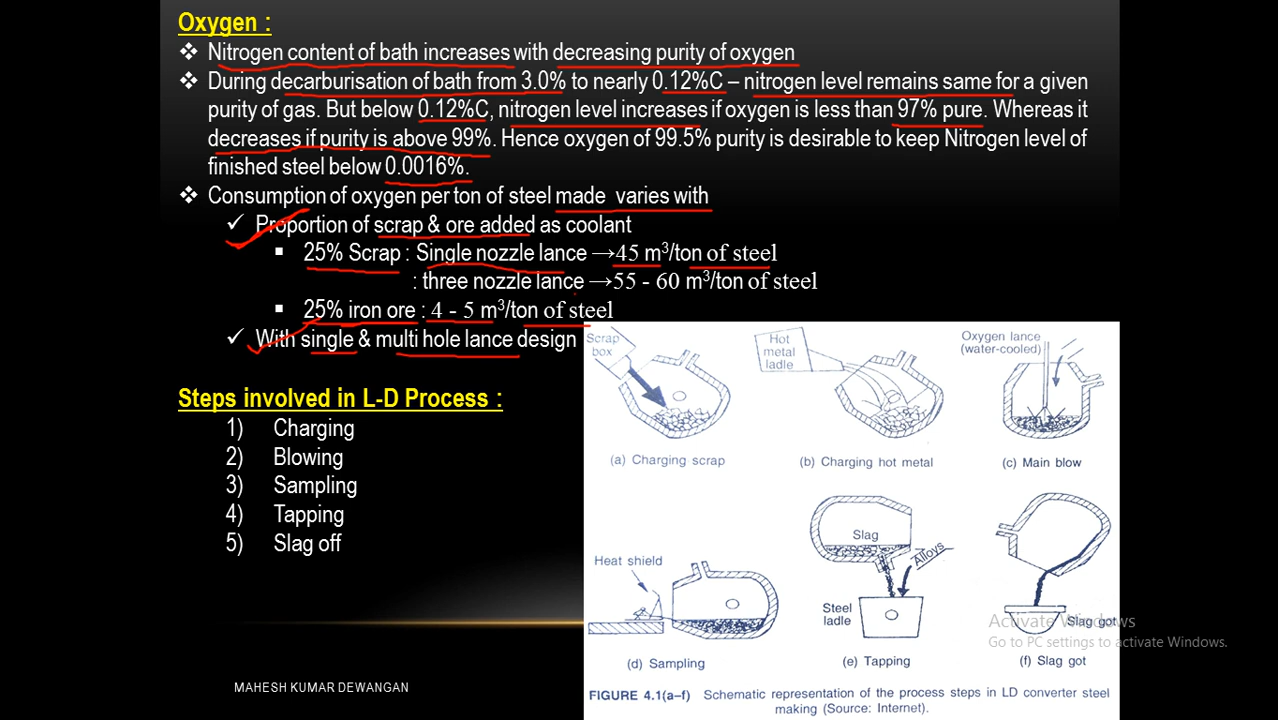 Oxygen :
❖ Nitrogen content of bath increases with decreasing purity of oxygen
❖ During decarburisation of bath from 3.0% to nearly 0.12%C – nitrogen level remains same for a given
purity of gas. But below 0.12%C, nitrogen level increases if oxygen is less than 97% pure. Whereas it
decreases if purity is above 99%. Hence oxygen of 99.5% purity is desirable to keep Nitrogen level of
finished steel below 0.0016%.
❖ Consumption of oxygen per ton of steel made varies with
✓ Proportion of scrap & ore added as coolant
▪ 25% Scrap : Single nozzle lance →45 m³/ton of steel
: three nozzle lance →55 - 60 m³/ton of steel
▪ 25% iron ore : 4 - 5 m³/ton of steel
✓ With single & multi hole lance design
Steps involved in L-D Process :
1) Charging
2) Blowing
3) Sampling
4) Tapping
5) Slag off
Scrap
box
(a) Charging scrap
Hot
metal
ladle
(b) Charging hot metal
Oxygen lance
(water-cooled)
(c) Main blow
Heat shield
(d) Sampling
Slag
Alloys
Steel
ladle
(e) Tapping
Slag got
(f) Slag got
FIGURE 4.1(a–f) Schematic representation of the process steps in LD converter steel
making (Source: Internet).
Activate Windows
Go to PC settings to activate Windows.
MAHESH KUMAR DEWANGAN